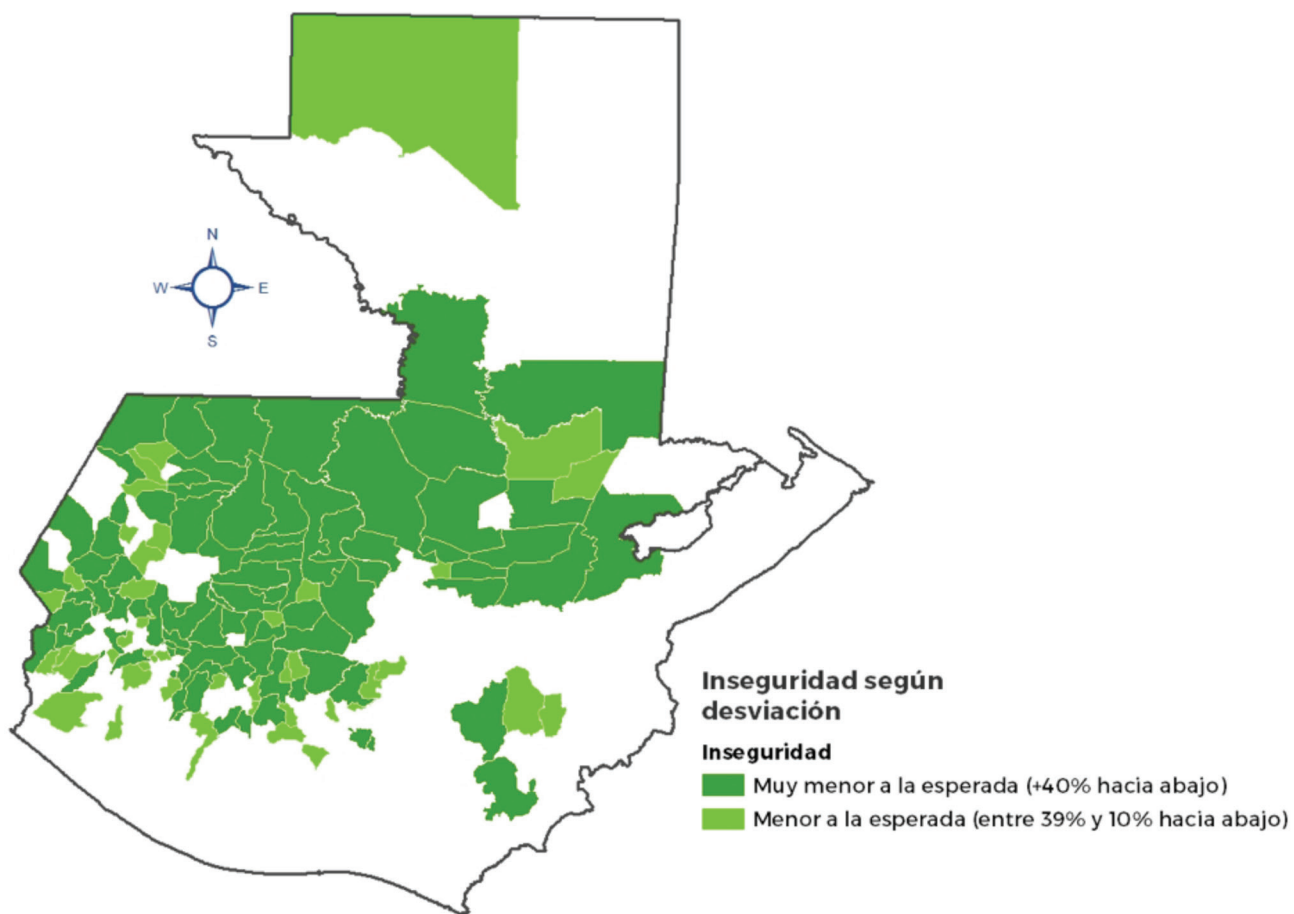 N
W E
S
Inseguridad según
desviación
Inseguridad
Muy menor a la esperada (+40% hacia abajo)
Menor a la esperada (entre 39% y 10% hacia abajo)